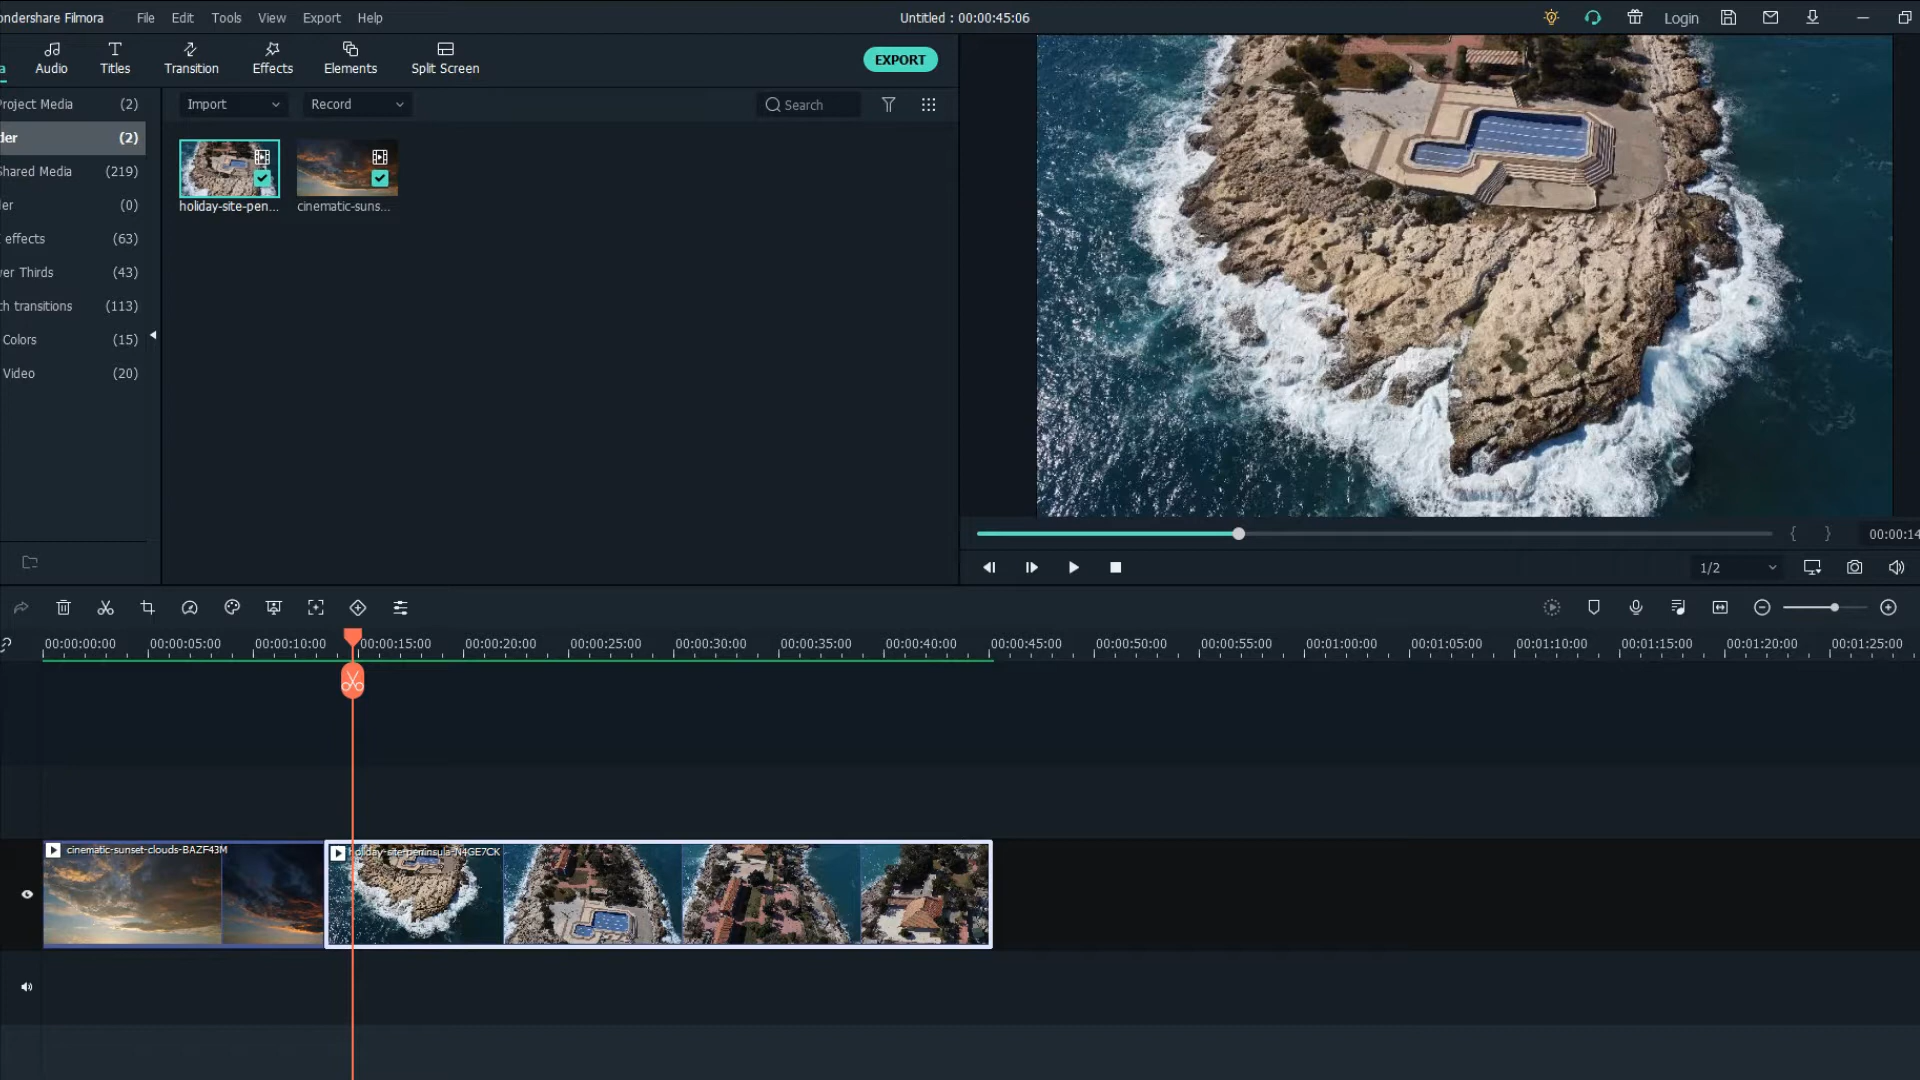 ondershare Filmora File Edit Tools View Export Help Untitled : 00:00:45:06 Login
Audio Titles Transition Effects Elements Split Screen EXPORT
roject Media (2) Import Record Search
der (2)
Shared Media (219)
der (0)
effects (63)
holiday-site-pen... cinematic-suns...
ver Thirds (43)
ch transitions (113)
Colors (15)
Video (20)
{ } 00:00:14
1/2
00:00:00:00 00:00:05:00 00:00:10:00 00:00:15:00 00:00:20:00 00:00:25:00 00:00:30:00 00:00:35:00 00:00:40:00 00:00:45:00 00:00:50:00 00:00:55:00 00:01:00:00 00:01:05:00 00:01:10:00 00:01:15:00 00:01:20:00 00:01:25:00
cinematic-sunset-clouds-BAZF43M holiday-site-peninsula-N4GE7CK